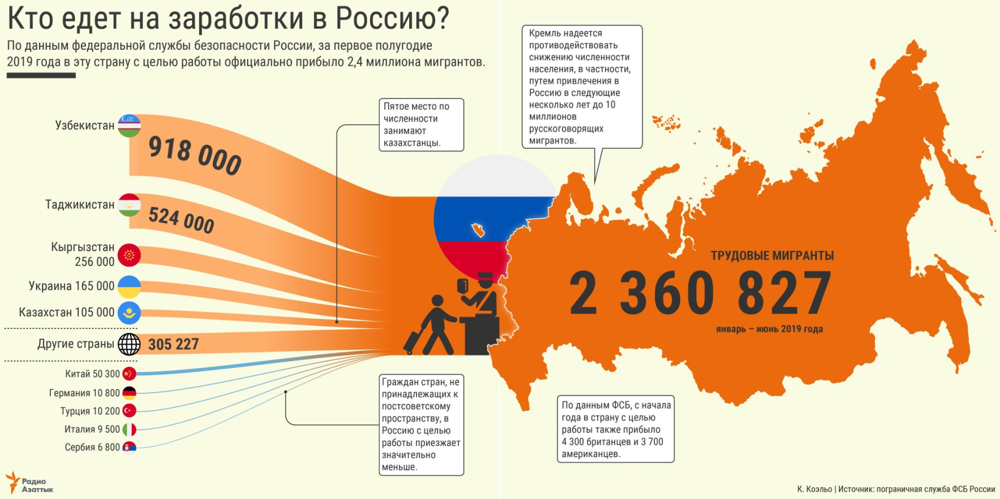 Кто едет на заработки в Россию?
По данным федеральной службы безопасности России, за первое полугодие
2019 года в эту страну с целью работы официально прибыло 2,4 миллиона мигрантов.
Узбекистан
918 000
Таджикистан
524 000
Кыргызстан
256 000
Украина 165 000
Казахстан 105 000
Другие страны
305 227
Китай 50 300
Германия 10 800
Турция 10 200
Италия 9 500
Сербия 6 800
Пятое место по
численности
занимают
казахстанцы.
Граждан стран, не
принадлежащих к
постсоветскому
пространству, в
Россию с целью
работы приезжает
значительно
меньше.
Кремль надеется
противодействовать
снижению численности
населения, в частности,
путем привлечения в
Россию в следующие
несколько лет до 10
миллионов
русскоговорящих
мигрантов.
ТРУДОВЫЕ МИГРАНТЫ
2 360 827
январь – июнь 2019 года
По данным ФСБ, с начала
года в страну с целью
работы также прибыло
4 300 британцев и 3 700
американцев.
Радио
Азаттык
К. Коэльо | Источник: пограничная служба ФСБ России